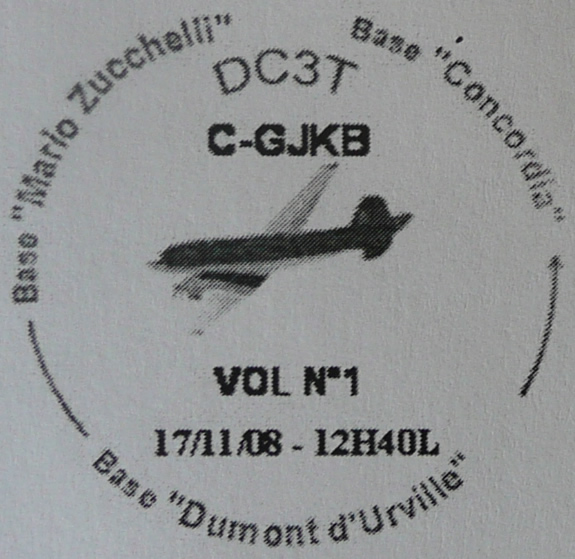 Base "Mario Zucchelli"
Base "Concordia"
DC3T
C-GJKB
VOL N°1
17/11/08 - 12H40L
Base "Dumont d'Urville"